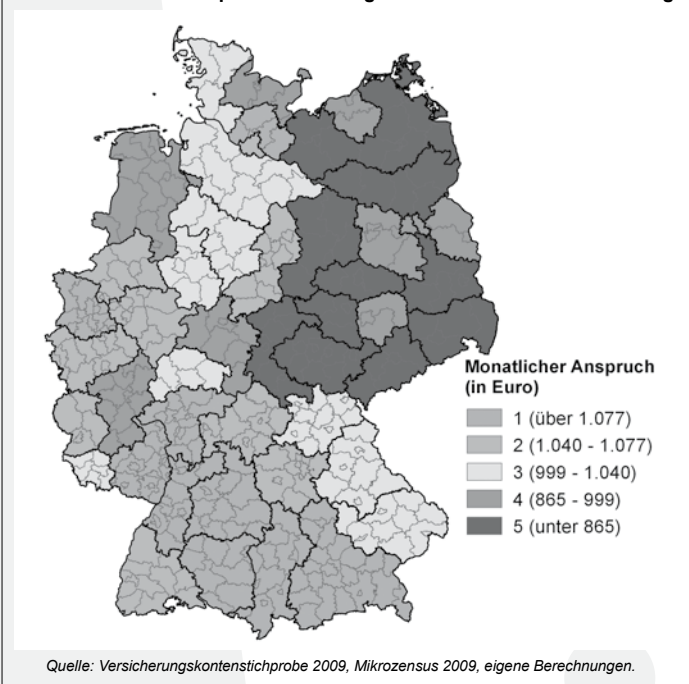 Monatlicher Anspruch
(in Euro)
1 (über 1.077)
2 (1.040 - 1.077)
3 (999 - 1.040)
4 (865 - 999)
5 (unter 865)
Quelle: Versicherungskontenstichprobe 2009, Mikrozensus 2009, eigene Berechnungen.